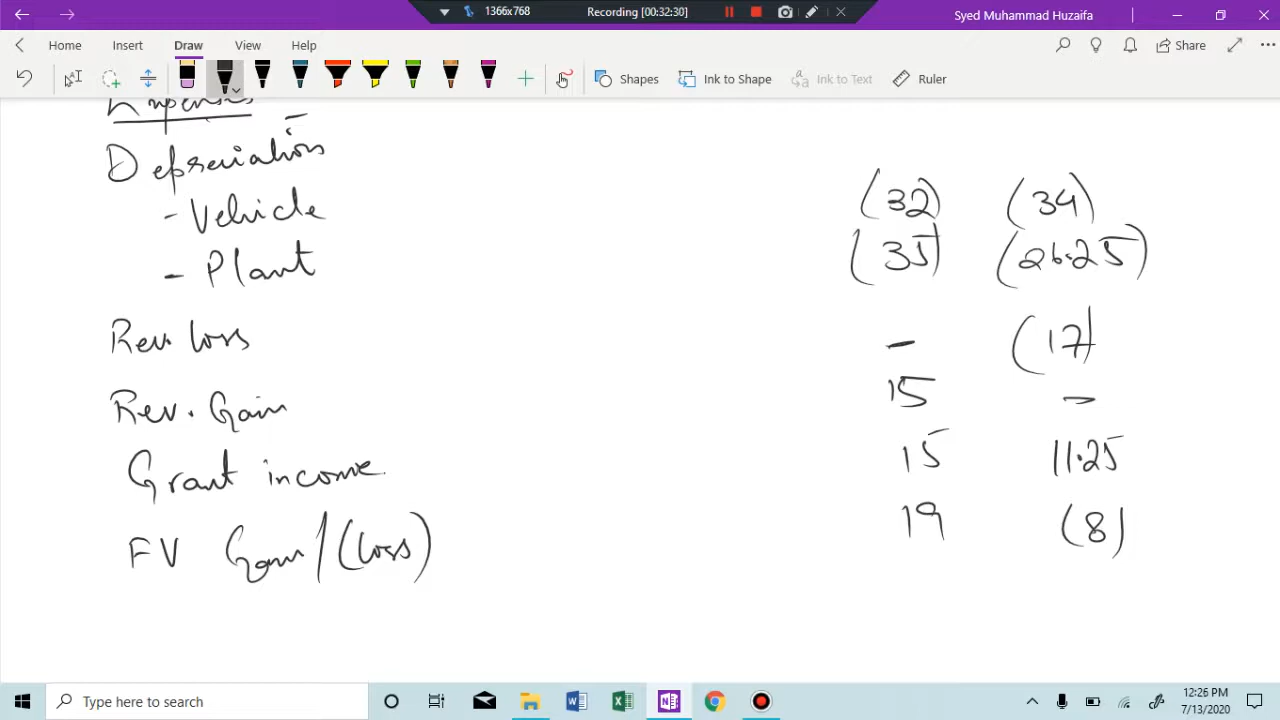 1366x768 Recording [00:32:30] Syed Muhammad Huzaifa
Home Insert Draw View Help Share
Shapes Ink to Shape Ink to Text Ruler
Expenses
Depreciation
- Vehicle (32) (34)
- Plant (35) (26.25)
Rev. loss - (17)
Rev. Gain 15 -
Grant income 15 11.25
FV Gain/(loss) 19 (8)
Type here to search
12:26 PM
7/13/2020